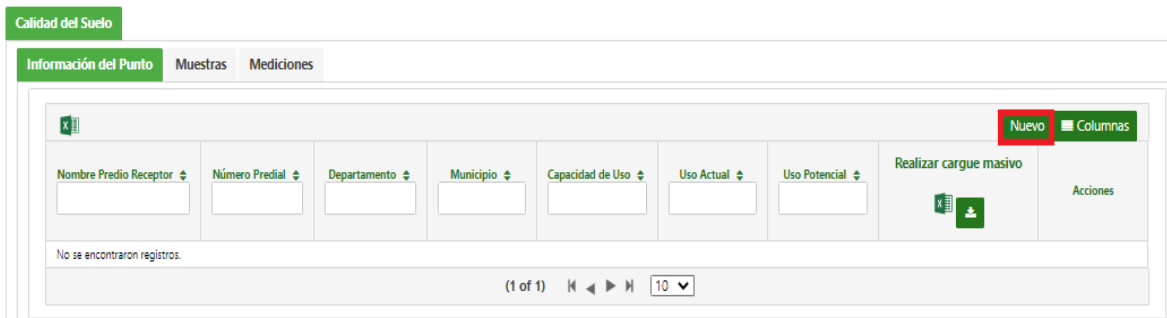 Calidad del Suelo
Información del Punto Muestras Mediciones
Nuevo Columnas
Nombre Predio Receptor Número Predial Departamento Municipio Capacidad de Uso Uso Actual Uso Potencial Realizar cargue masivo Acciones
No se encontraron registros.
(1 of 1) 10